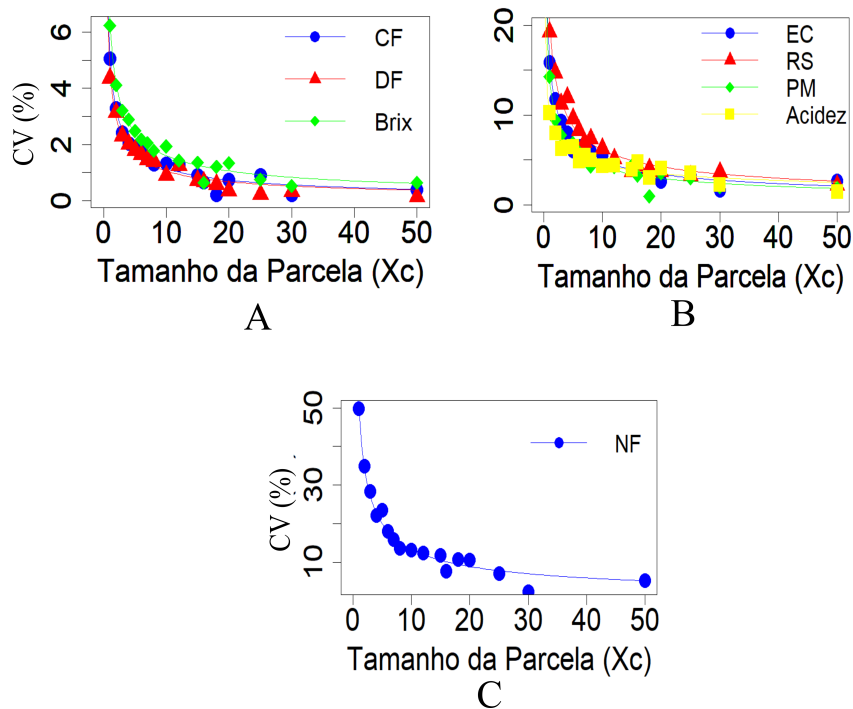 CV (%)
6
4
2
0
CF
DF
Brix
0 10 20 30 40 50
Tamanho da Parcela (Xc)
A
20
10
0
EC
RS
PM
Acidez
0 10 20 30 40 50
Tamanho da Parcela (Xc)
B
CV (%)
50
30
10
NF
0 10 20 30 40 50
Tamanho da Parcela (Xc)
C